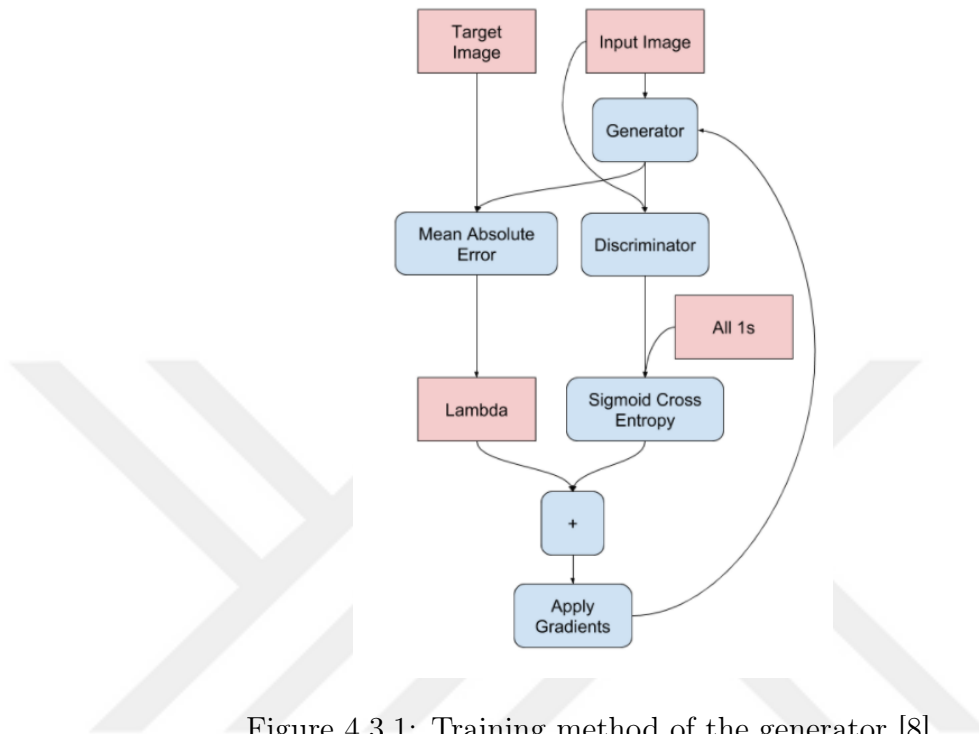 Target
Image
Input Image
Generator
Mean Absolute
Error
Discriminator
All 1s
Lambda
Sigmoid Cross
Entropy
+
Apply
Gradients
Figure 4.3.1: Training method of the generator [8]